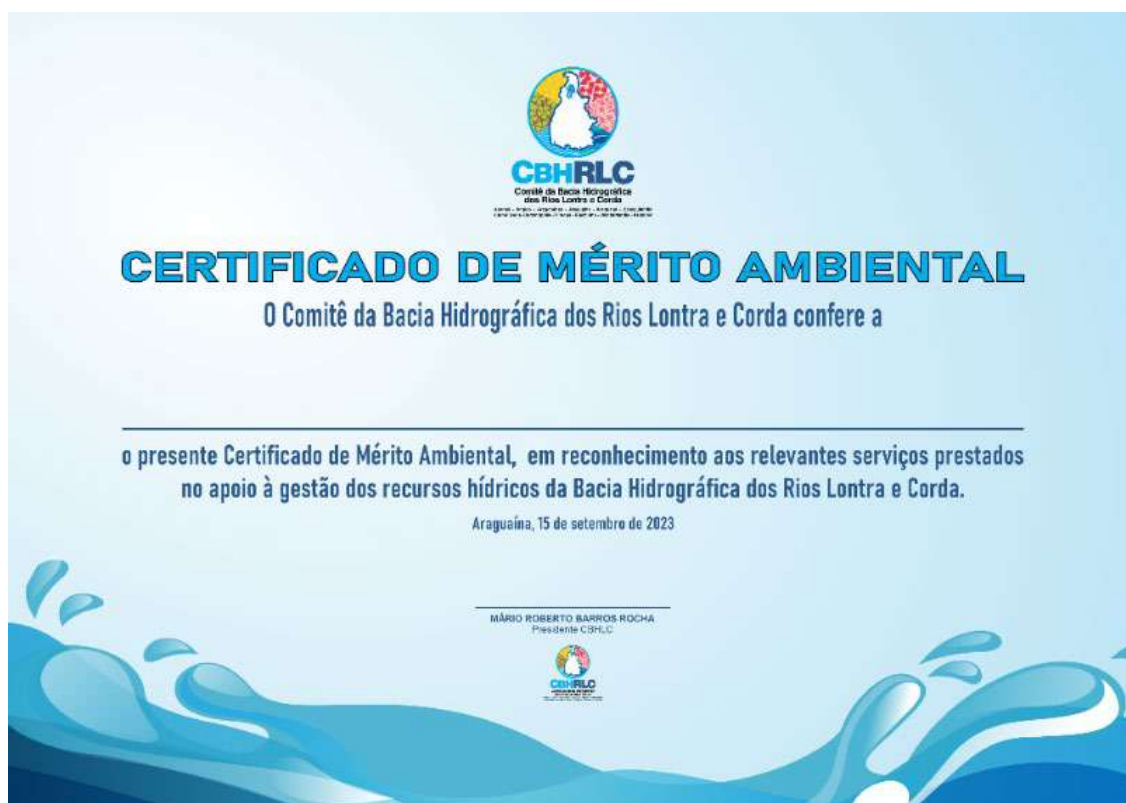 CBHRLC
Comitê da Bacia Hidrográfica
dos Rios Lontra e Corda
CERTIFICADO DE MÉRITO AMBIENTAL
O Comitê da Bacia Hidrográfica dos Rios Lontra e Corda confere a
o presente Certificado de Mérito Ambiental, em reconhecimento aos relevantes serviços prestados
no apoio à gestão dos recursos hídricos da Bacia Hidrográfica dos Rios Lontra e Corda.
Araguaína, 15 de setembro de 2023
MÁRIO ROBERTO BARROS ROCHA
Presidente CBHLC
CBHRLC